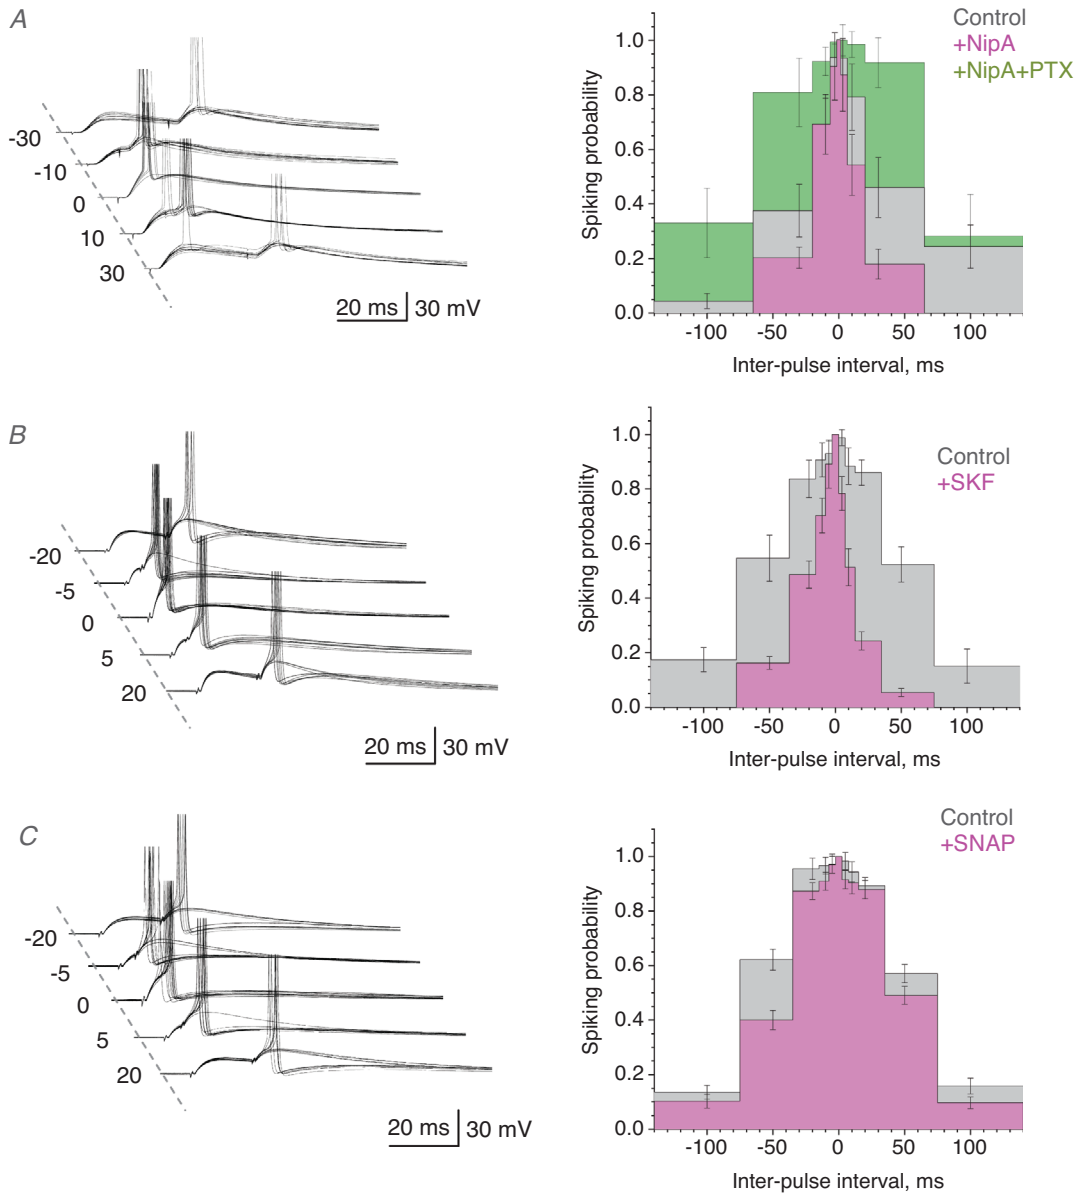 A
-30
-10
0
10
30
20 ms 30 mV
Spiking probability
1.0
0.8
0.6
0.4
0.2
0.0
-100 -50 0 50 100
Inter-pulse interval, ms
Control
+NipA
+NipA+PTX
B
-20
-5
0
5
20
20 ms 30 mV
Spiking probability
1.0
0.8
0.6
0.4
0.2
0.0
-100 -50 0 50 100
Inter-pulse interval, ms
Control
+SKF
C
-20
-5
0
5
20
20 ms 30 mV
Spiking probability
1.0
0.8
0.6
0.4
0.2
0.0
-100 -50 0 50 100
Inter-pulse interval, ms
Control
+SNAP